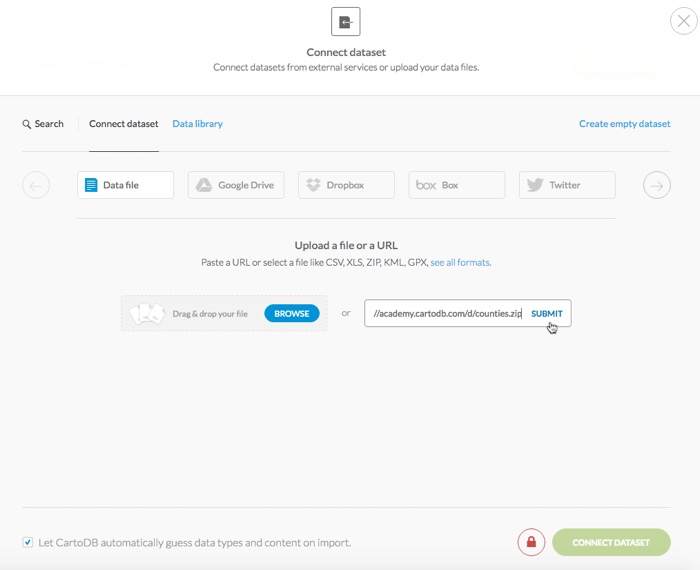 Connect dataset
Connect datasets from external services or upload your data files.
Search Connect dataset Data library Create empty dataset
Data file Google Drive Dropbox box Box Twitter
Upload a file or a URL
Paste a URL or select a file like CSV, XLS, ZIP, KML, GPX, see all formats.
Drag & drop your file BROWSE or //academy.cartodb.com/d/counties.zip SUBMIT
Let CartoDB automatically guess data types and content on import. CONNECT DATASET